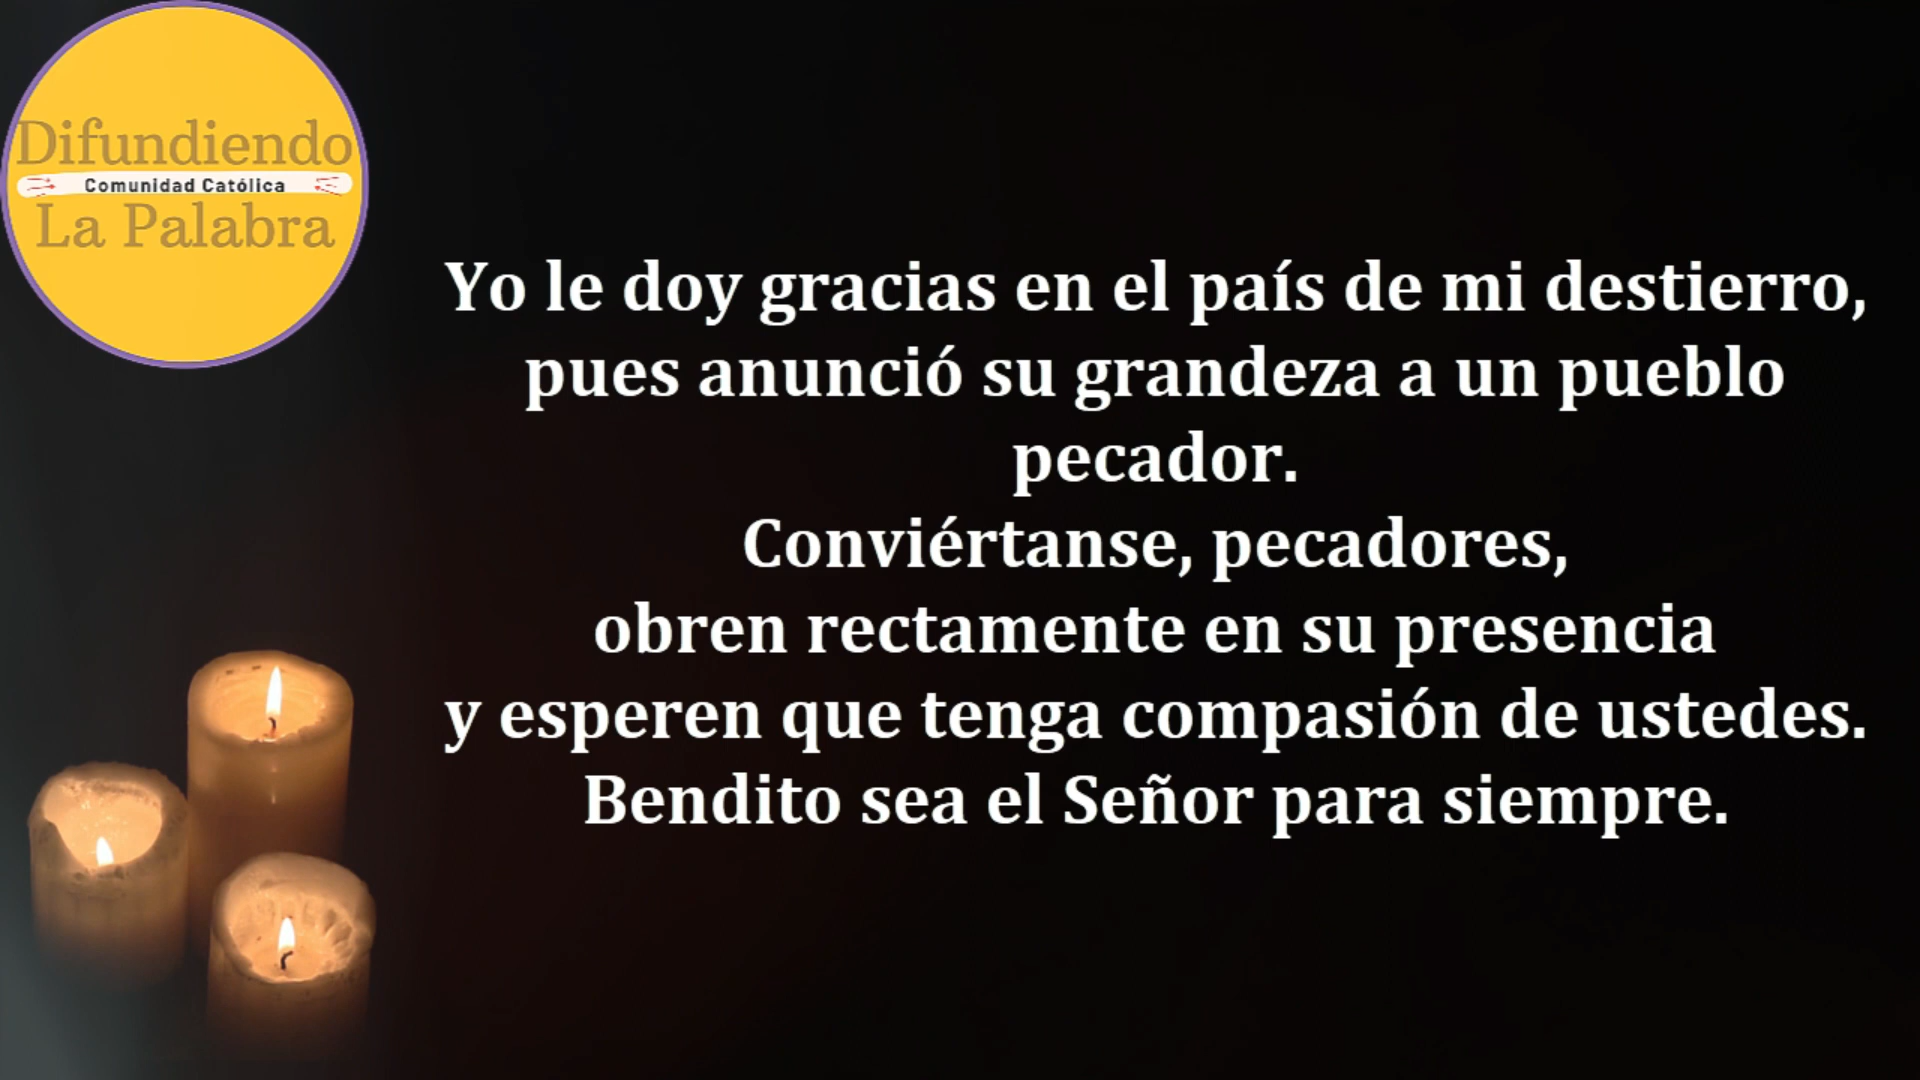 Difundiendo
Comunidad Católica
La Palabra
Yo le doy gracias en el país de mi destierro,
pues anunció su grandeza a un pueblo
pecador.
Conviértanse, pecadores,
obren rectamente en su presencia
y esperen que tenga compasión de ustedes.
Bendito sea el Señor para siempre.